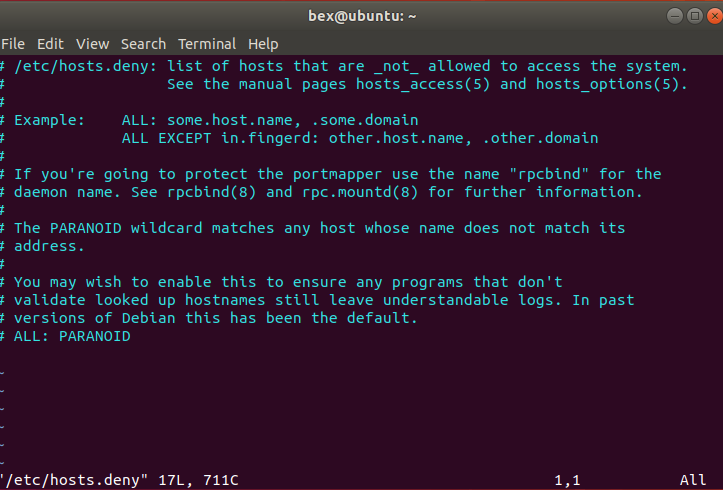 bex@ubuntu: ~
File Edit View Search Terminal Help
# /etc/hosts.deny: list of hosts that are _not_ allowed to access the system.
#                  See the manual pages hosts_access(5) and hosts_options(5).
#
# Example:    ALL: some.host.name, .some.domain
#             ALL EXCEPT in.fingerd: other.host.name, .other.domain
#
# If you're going to protect the portmapper use the name "rpcbind" for the
# daemon name. See rpcbind(8) and rpc.mountd(8) for further information.
#
# The PARANOID wildcard matches any host whose name does not match its
# address.
#
# You may wish to enable this to ensure any programs that don't
# validate looked up hostnames still leave understandable logs. In past
# versions of Debian this has been the default.
# ALL: PARANOID
~
~
~
~
~
~
"/etc/hosts.deny" 17L, 711C 1,1 All